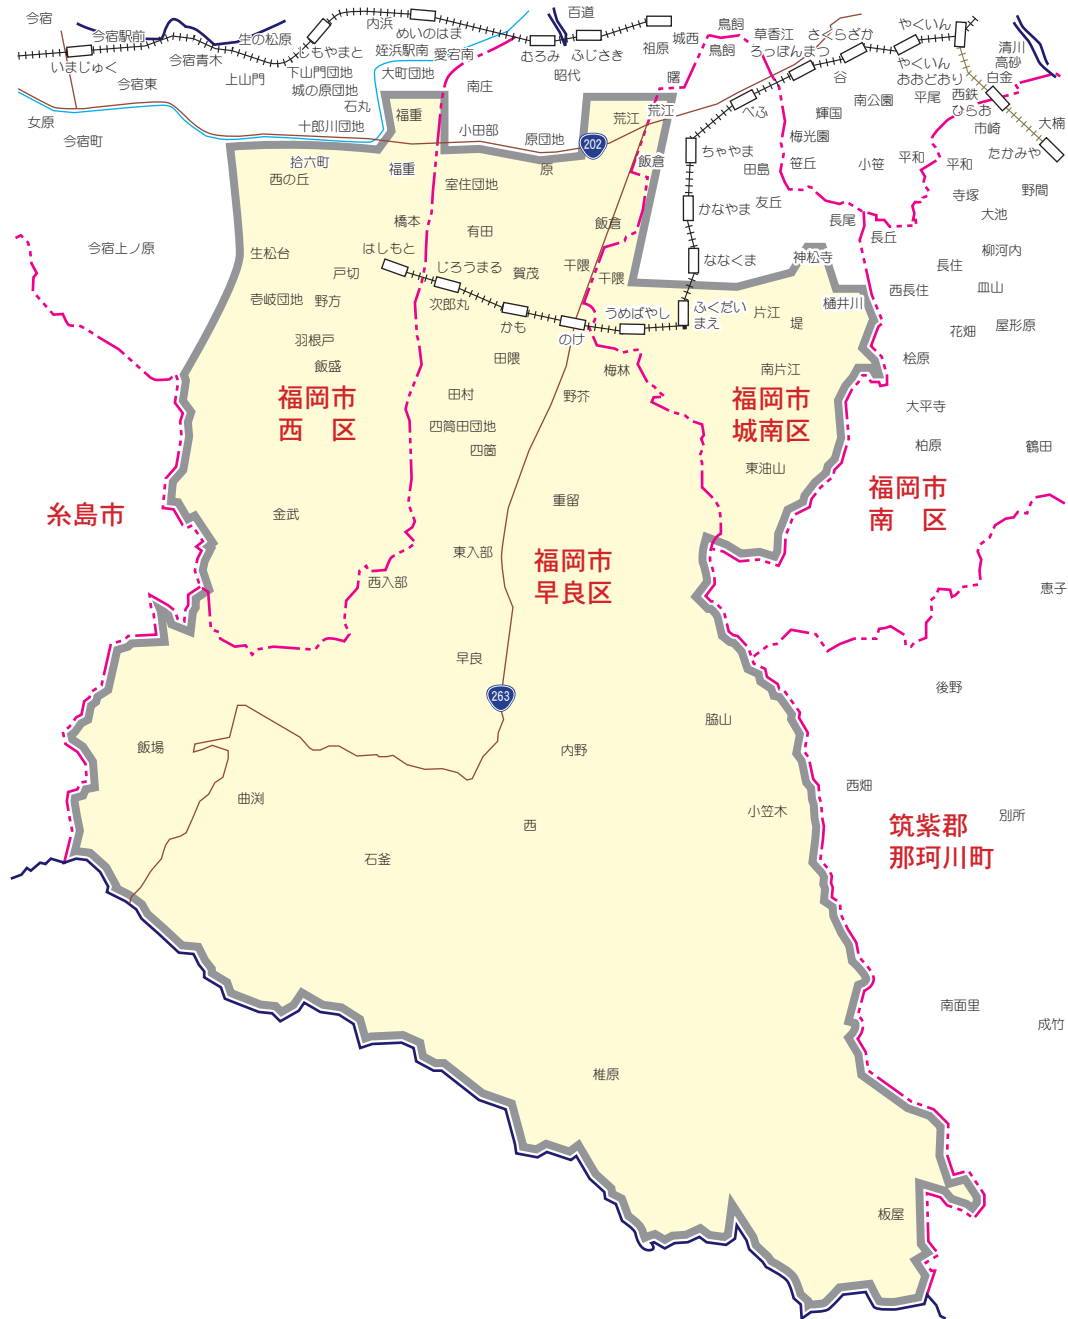 今宿
内浜
百道
鳥飼
やくいん
今宿駅前
生の松原
めいのはま
祖原
城西
鳥飼
草香江
さくらざか
清川
いまじゅく
今宿青木
しもやまと
姪浜駅南
愛宕南
むろみ
ふじさき
ろっぽんまつ
やくいん
おおどおり
高砂
今宿東
上山門
下山門団地
大町団地
昭代
曙
谷
白金
城の原団地
南庄
南公園
平尾
西鉄
ひらお
石丸
福重
荒江
荒江
べふ
輝国
市崎
大楠
女原
今宿町
十郎川団地
小田部
原団地
202
梅光園
たかみや
拾六町
福重
原
飯倉
ちゃやま
田島
笹丘
小笹
平和
平和
西の丘
室住団地
野間
橋本
有田
飯倉
かなやま
友丘
長尾
寺塚
大池
今宿上ノ原
生松台
はしもと
じろうまる
賀茂
干隈
干隈
ななくま
神松寺
長丘
柳河内
戸切
長住
壱岐団地
野方
次郎丸
かも
のけ
うめばやし
ふくだい
まえ
片江
堤
樋井川
西長住
皿山
羽根戸
田隈
花畑
屋形原
飯盛
梅林
南片江
桧原
福岡市
西 区
田村
野芥
福岡市
城南区
大平寺
四箇田団地
四箇
東油山
柏原
鶴田
糸島市
金武
重留
福岡市
南 区
東入部
福岡市
早良区
西入部
恵子
早良
263
後野
脇山
飯場
内野
曲渕
西
小笠木
西畑
筑紫郡
那珂川町
別所
石釜
南面里
成竹
椎原
板屋